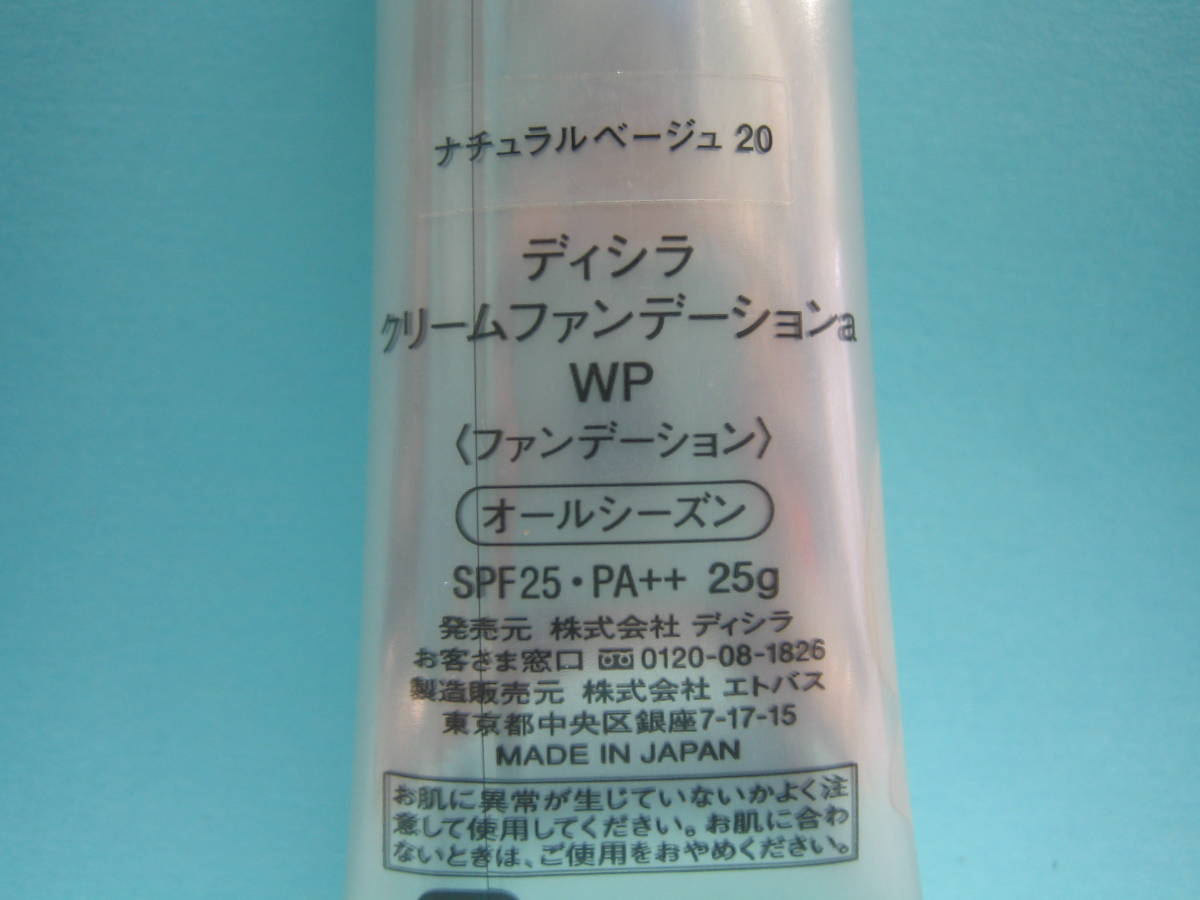 ナチュラルベージュ 20
ディシラ
クリームファンデーションa
WP
〈ファンデーション〉
オールシーズン
SPF25・PA++ 25g
発売元 株式会社 ディシラ
お客さま窓口 0120-08-1826
製造販売元 株式会社 エトバス
東京都中央区銀座7-17-15
MADE IN JAPAN
お肌に異常が生じていないかよく注
意して使用してください。お肌に合わ
ないときは、ご使用をおやめください。